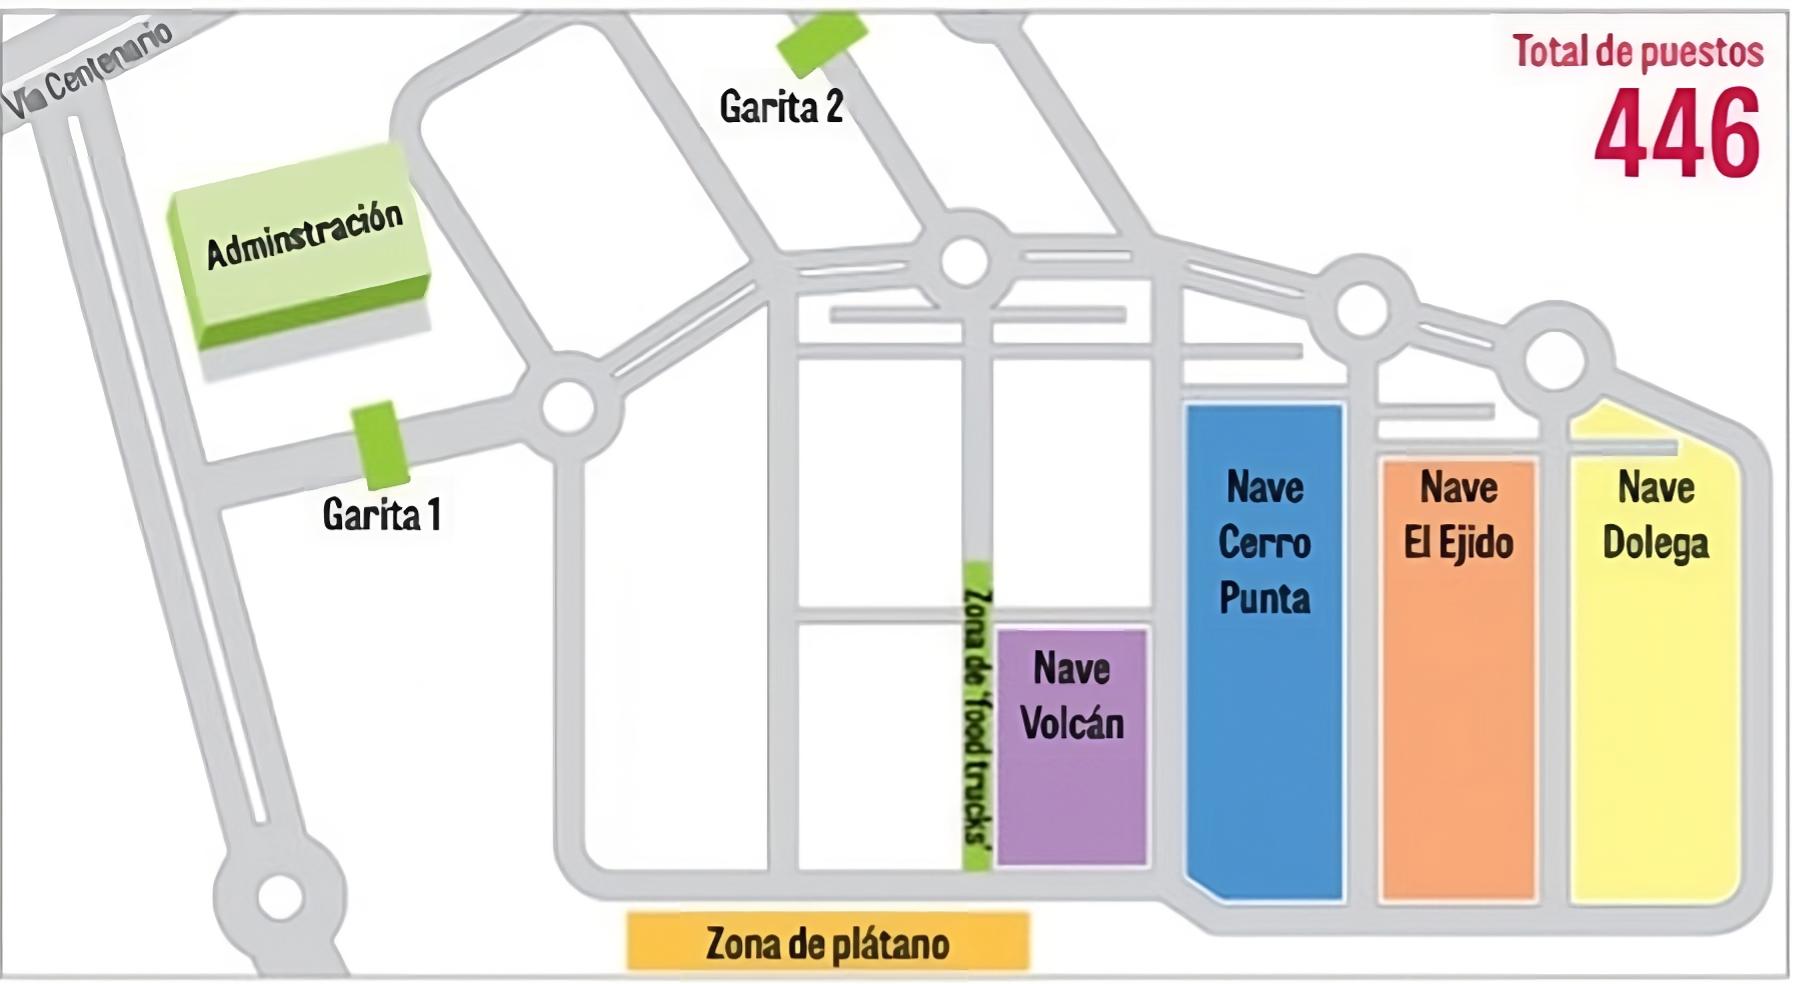 Vía Centenario
Garita 2
Total de puestos
446
Adminstración
Garita 1
Nave
Cerro
Punta
Nave
El Ejido
Nave
Dolega
Zona de 'food trucks'
Nave
Volcán
Zona de plátano